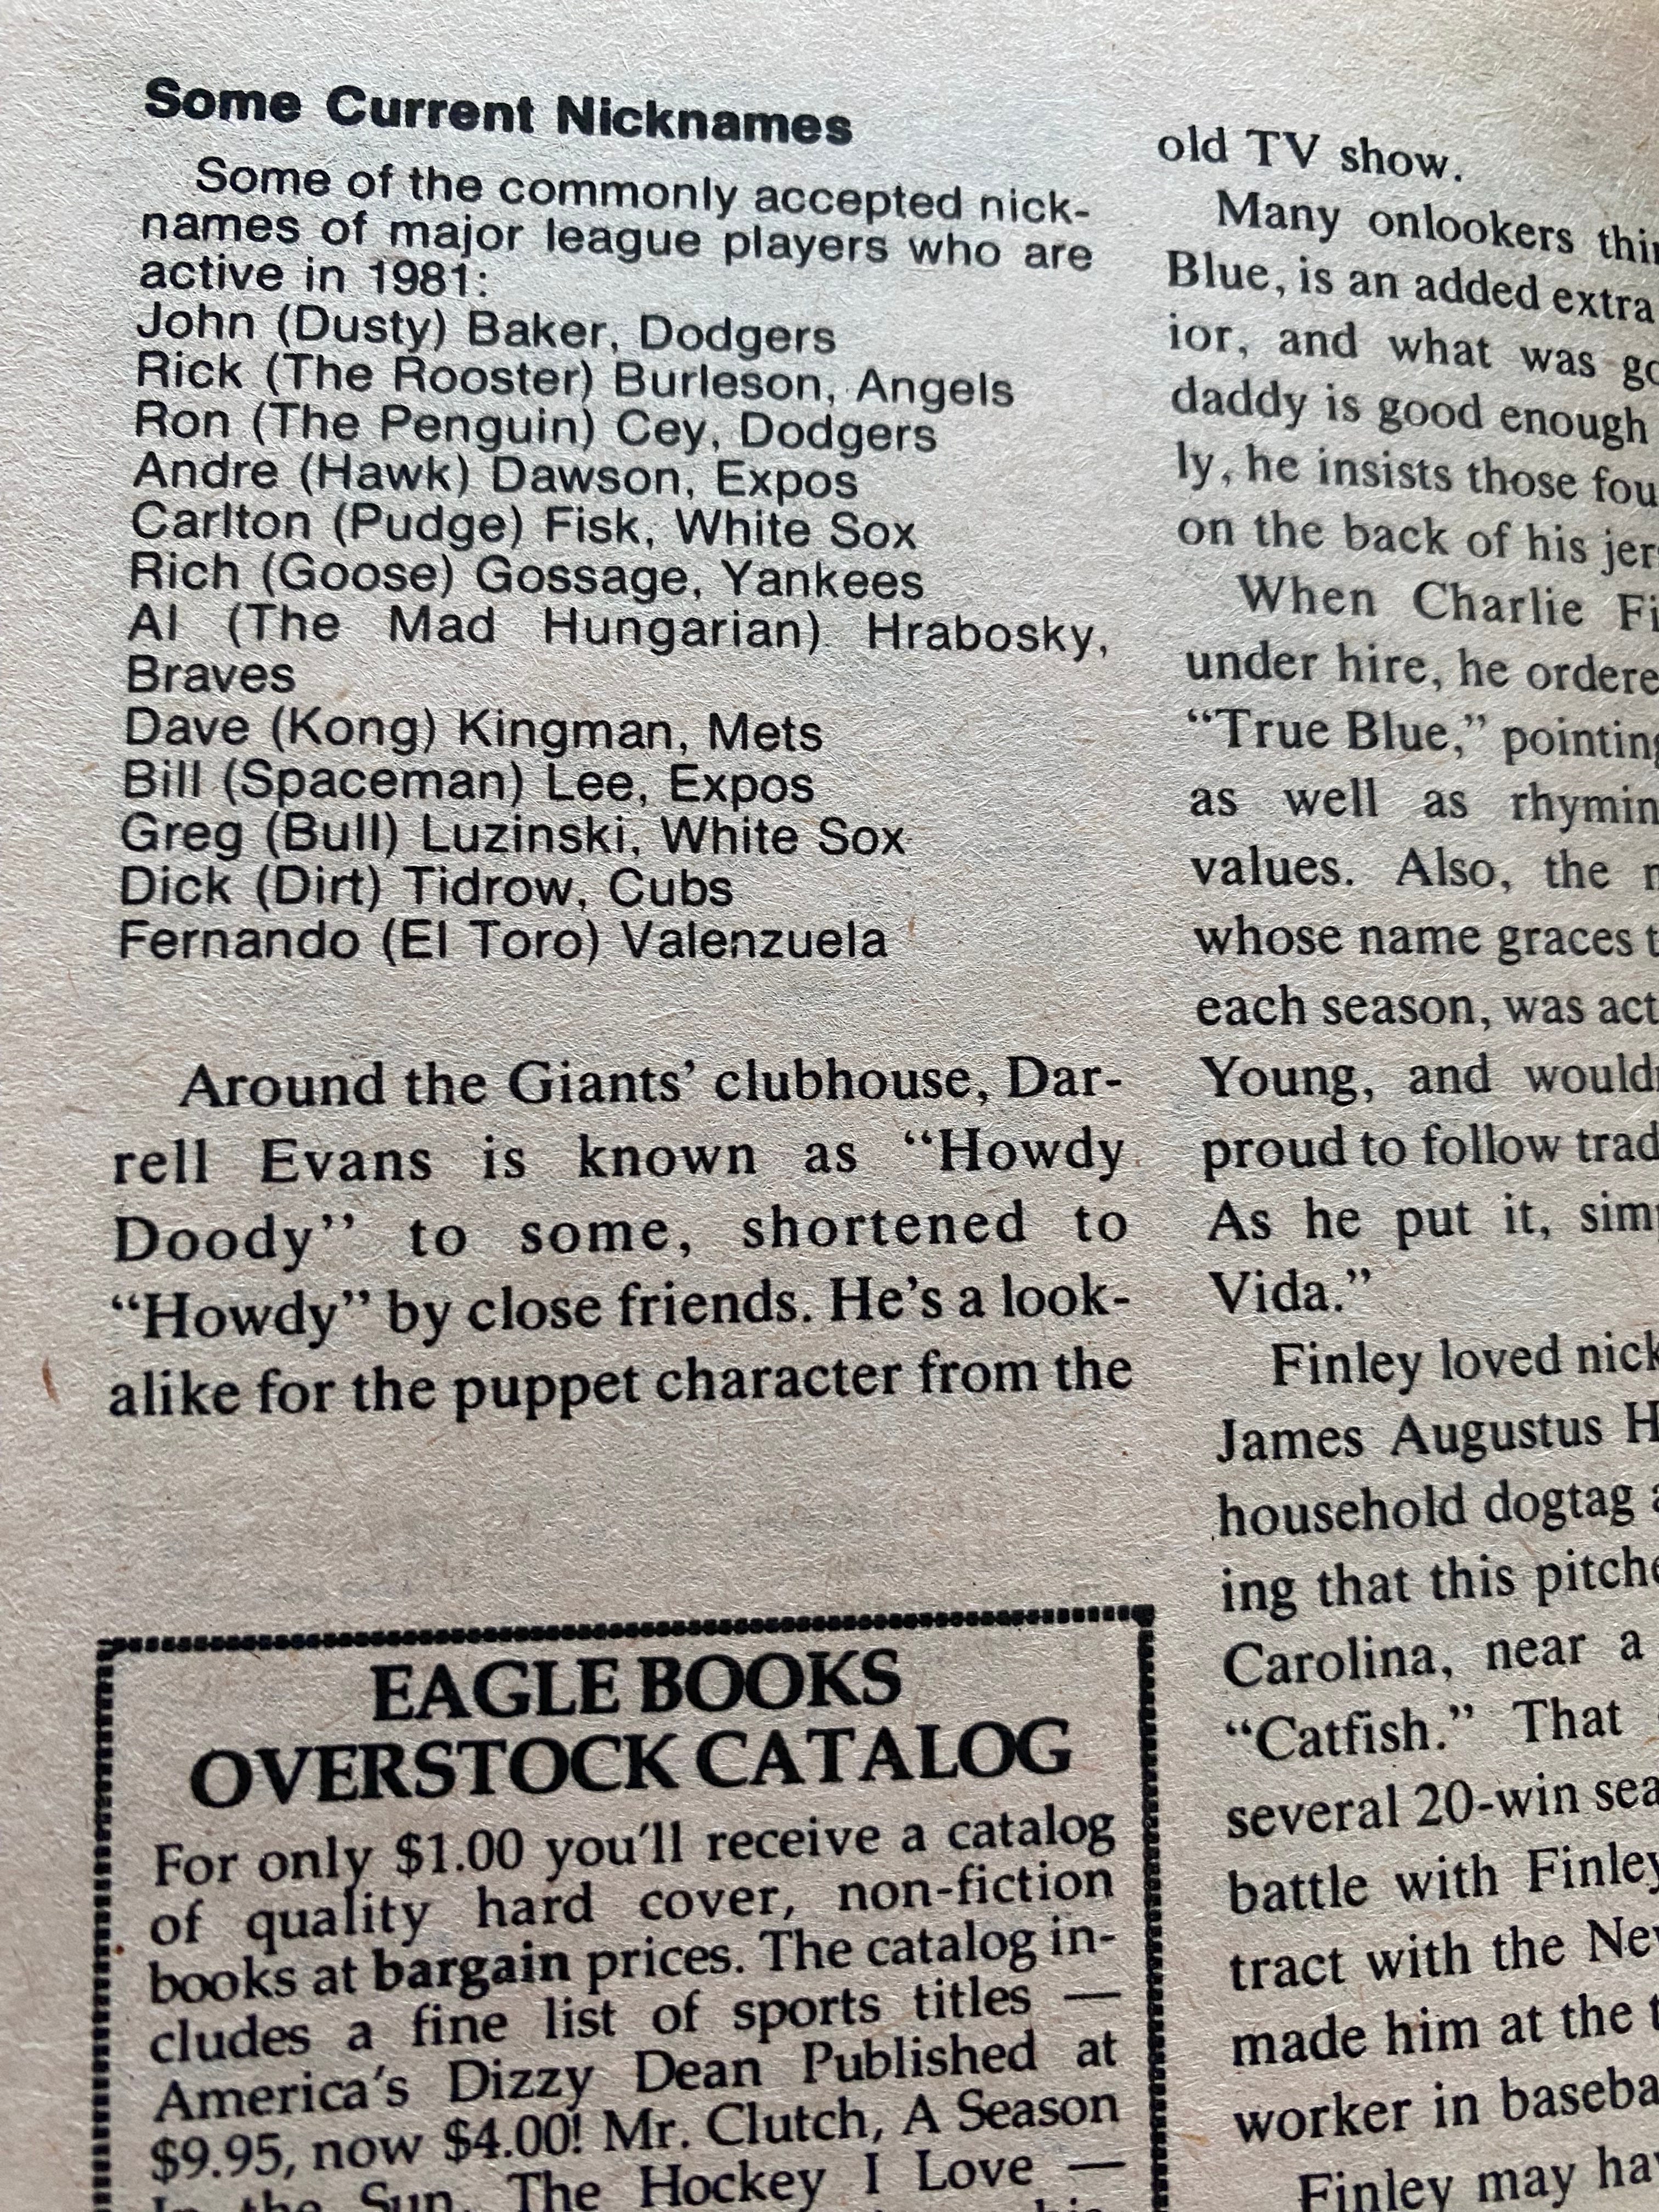 Some Current Nicknames
Some of the commonly accepted nick-
names of major league players who are
active in 1981:
John (Dusty) Baker, Dodgers
Rick (The Rooster) Burleson, Angels
Ron (The Penguin) Cey, Dodgers
Andre (Hawk) Dawson, Expos
Carlton (Pudge) Fisk, White Sox
Rich (Goose) Gossage, Yankees
Al (The Mad Hungarian) Hrabosky,
Braves
Dave (Kong) Kingman, Mets
Bill (Spaceman) Lee, Expos
Greg (Bull) Luzinski, White Sox
Dick (Dirt) Tidrow, Cubs
Fernando (El Toro) Valenzuela
Around the Giants’ clubhouse, Dar-
rell Evans is known as “Howdy
Doody” to some, shortened to
“Howdy” by close friends. He’s a look-
alike for the puppet character from the
EAGLE BOOKS
OVERSTOCK CATALOG
For only $1.00 you’ll receive a catalog
of quality hard cover, non-fiction
books at bargain prices. The catalog in-
cludes a fine list of sports titles —
America’s Dizzy Dean Published at
$9.95, now $4.00! Mr. Clutch, A Season
In the Sun, The Hockey I Love —
old TV show.
Many onlookers
Blue, is an added extra
ior, and what was
daddy is good enough
ly, he insists those
on the back of his
When Charlie
under hire, he
“True Blue,”
as well as
values. Also, the
whose name graces
each season, was
Young, and
proud to follow
As he put it,
Vida.”
Finley loved
James Augustus
household dogtag
ing that this
Carolina, near a
“Catfish.” That
several 20-win
battle with Finley
tract with the
made him at the
worker in
Finley may